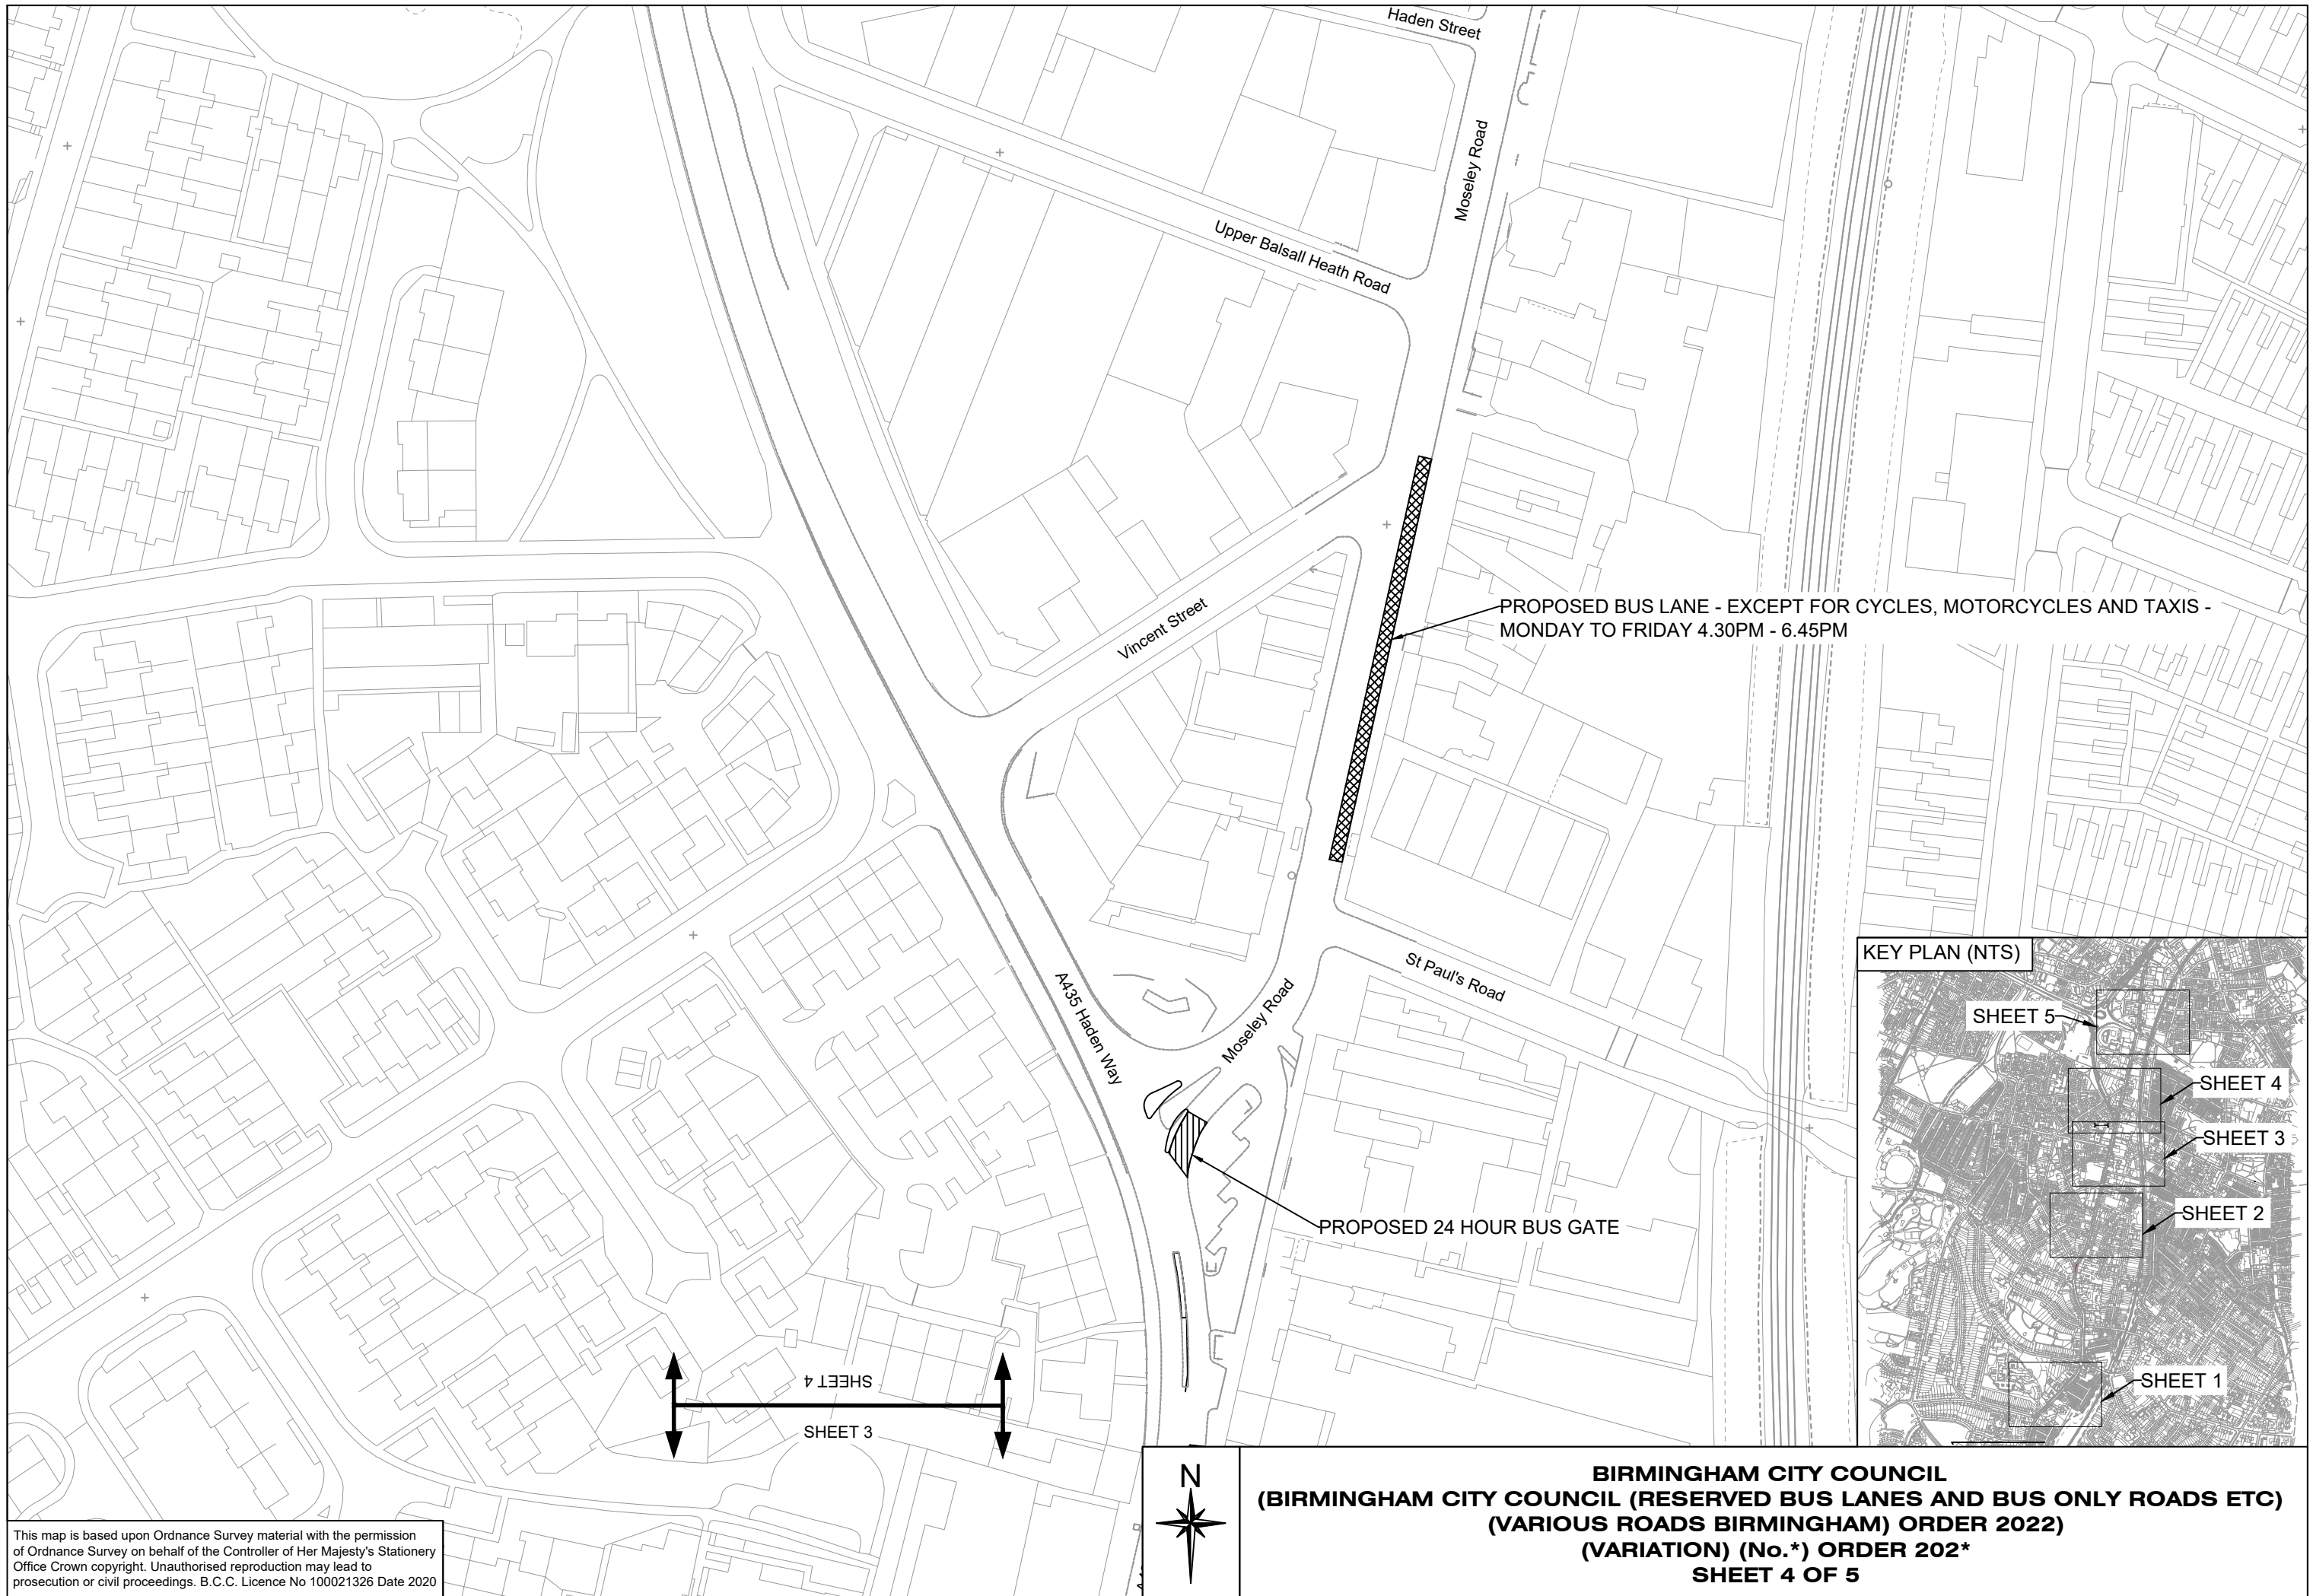 Haden Street
Moseley Road
Upper Balsall Heath Road
PROPOSED BUS LANE - EXCEPT FOR CYCLES, MOTORCYCLES AND TAXIS -
MONDAY TO FRIDAY 4.30PM - 6.45PM
Vincent Street
St Paul's Road
A435 Haden Way
Moseley Road
PROPOSED 24 HOUR BUS GATE
KEY PLAN (NTS)
SHEET 5
SHEET 4
SHEET 3
SHEET 2
SHEET 1
SHEET 4
SHEET 3
N
BIRMINGHAM CITY COUNCIL
(BIRMINGHAM CITY COUNCIL (RESERVED BUS LANES AND BUS ONLY ROADS ETC)
(VARIOUS ROADS BIRMINGHAM) ORDER 2022)
(VARIATION) (No.*) ORDER 202*
SHEET 4 OF 5
This map is based upon Ordnance Survey material with the permission
of Ordnance Survey on behalf of the Controller of Her Majesty's Stationery
Office Crown copyright. Unauthorised reproduction may lead to
prosecution or civil proceedings. B.C.C. Licence No 100021326 Date 2020